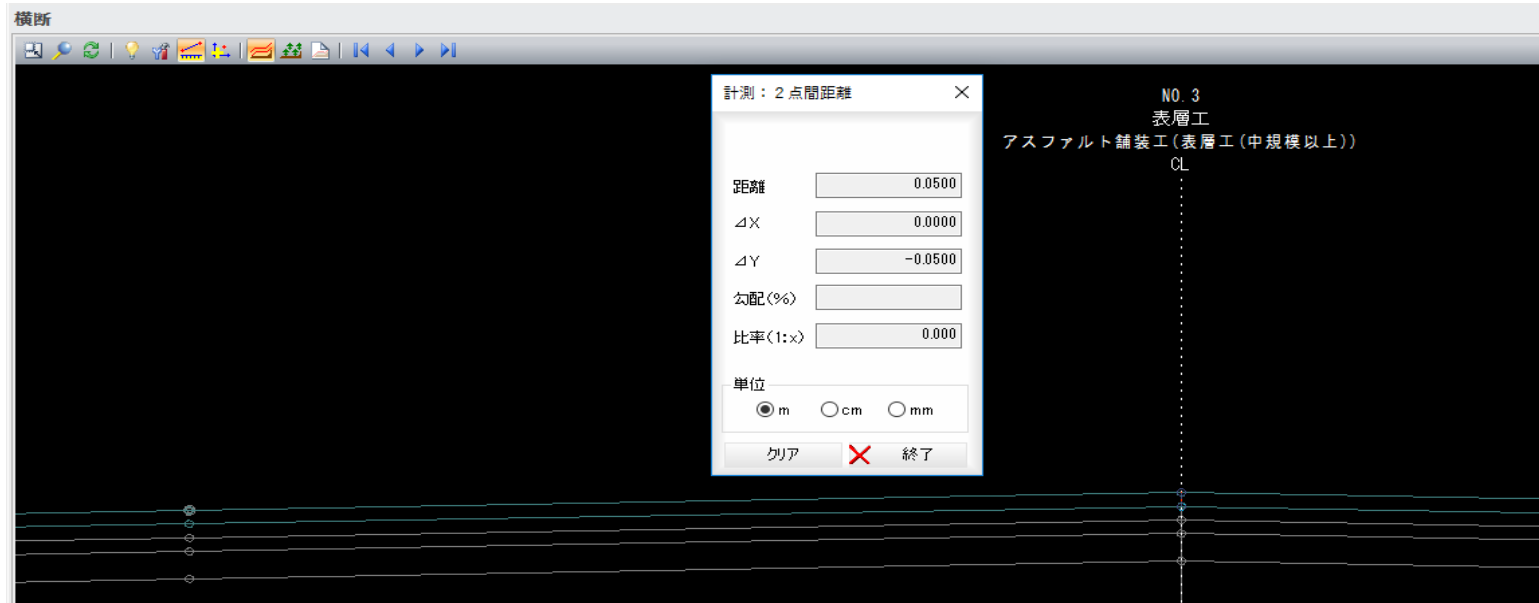 横断
計測：２点間距離
NO. 3
表層工
アスファルト舗装工(表層工(中規模以上))
CL
距離 0.0500
⊿X 0.0000
⊿Y -0.0500
勾配(%)
比率(1:x) 0.000
単位
m cm mm
クリア 終了